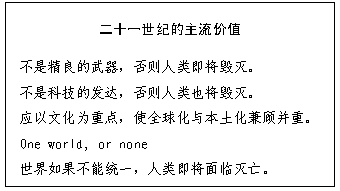 二十一世纪的主流价值
不是精良的武器，否则人类即将毁灭。
不是科技的发达，否则人类也将毁灭。
应以文化为重点，使全球化与本土化兼顾并重。
One world, or none
世界如果不能统一，人类即将面临灭亡。